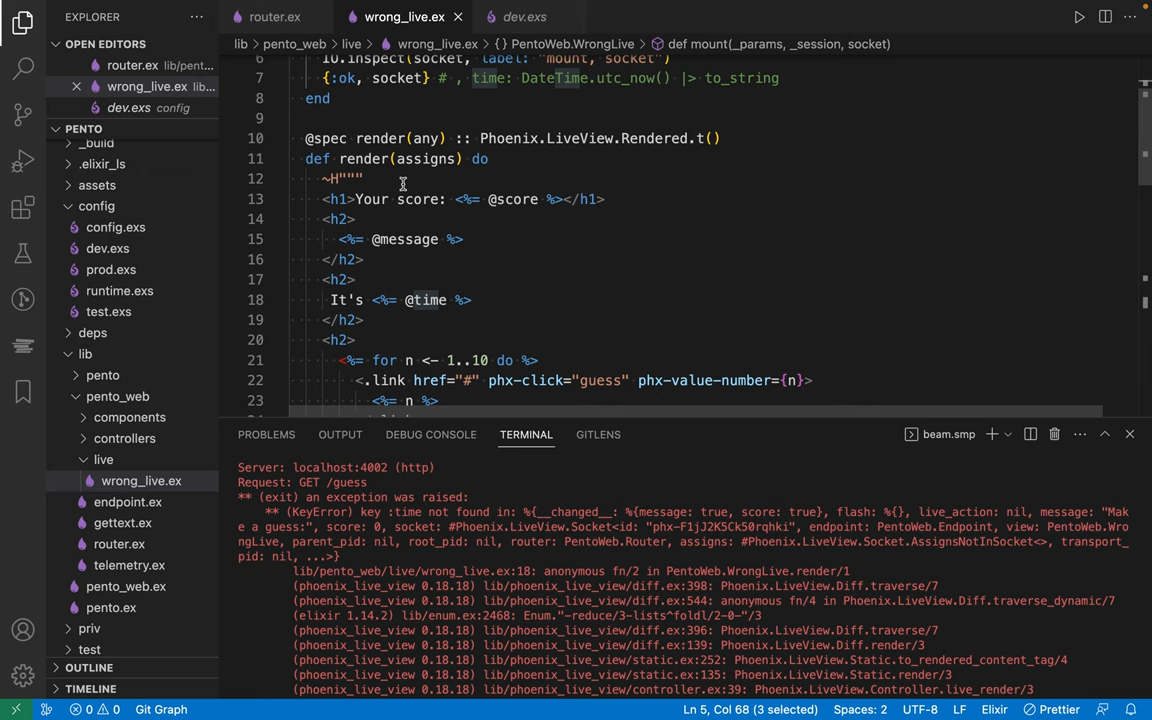 EXPLORER
OPEN EDITORS
router.ex lib/pent...
wrong_live.ex lib...
dev.exs config
PENTO
_build
.elixir_ls
assets
config
config.exs
dev.exs
prod.exs
runtime.exs
test.exs
deps
lib
pento
pento_web
components
controllers
live
wrong_live.ex
endpoint.ex
gettext.ex
router.ex
telemetry.ex
pento_web.ex
pento.ex
priv
test
OUTLINE
TIMELINE
router.ex wrong_live.ex dev.exs
lib > pento_web > live > wrong_live.ex > {} PentoWeb.WrongLive > def mount(_params, _session, socket)
6 IO.inspect(socket, label: "mount, socket")
7 {:ok, socket} # , time: DateTime.utc_now() |> to_string
8 end
9
10 @spec render(any) :: Phoenix.LiveView.Rendered.t()
11 def render(assigns) do
12 ~H"""
13 <h1>Your score: <%= @score %></h1>
14 <h2>
15 <%= @message %>
16 </h2>
17 <h2>
18 It's <%= @time %>
19 </h2>
20 <h2>
21 <%= for n <- 1..10 do %>
22 <.link href="#" phx-click="guess" phx-value-number={n}>
23 <%= n %>
PROBLEMS OUTPUT DEBUG CONSOLE TERMINAL GITLENS beam.smp
Server: localhost:4002 (http)
Request: GET /guess
** (exit) an exception was raised:
** (KeyError) key :time not found in: %{__changed__: %{message: true, score: true}, flash: %{}, live_action: nil, message: "Mak
e a guess:", score: 0, socket: #Phoenix.LiveView.Socket<id: "phx-F1jJ2K5Ck50rqhki", endpoint: PentoWeb.Endpoint, view: PentoWeb.Wro
ngLive, parent_pid: nil, root_pid: nil, router: PentoWeb.Router, assigns: #Phoenix.LiveView.Socket.AssignsNotInSocket<>, transport_
pid: nil, ...>}
lib/pento_web/live/wrong_live.ex:18: anonymous fn/2 in PentoWeb.WrongLive.render/1
(phoenix_live_view 0.18.18) lib/phoenix_live_view/diff.ex:398: Phoenix.LiveView.Diff.traverse/7
(phoenix_live_view 0.18.18) lib/phoenix_live_view/diff.ex:544: anonymous fn/4 in Phoenix.LiveView.Diff.traverse_dynamic/7
(elixir 1.14.2) lib/enum.ex:2468: Enum."-reduce/3-lists^foldl/2-0-"/3
(phoenix_live_view 0.18.18) lib/phoenix_live_view/diff.ex:396: Phoenix.LiveView.Diff.traverse/7
(phoenix_live_view 0.18.18) lib/phoenix_live_view/diff.ex:139: Phoenix.LiveView.Diff.render/3
(phoenix_live_view 0.18.18) lib/phoenix_live_view/static.ex:252: Phoenix.LiveView.Static.to_rendered_content_tag/4
(phoenix_live_view 0.18.18) lib/phoenix_live_view/static.ex:135: Phoenix.LiveView.Static.render/3
(phoenix_live_view 0.18.18) lib/phoenix_live_view/controller.ex:39: Phoenix.LiveView.Controller.live_render/3
0 0 Git Graph Ln 5, Col 68 (3 selected) Spaces: 2 UTF-8 LF Elixir Prettier